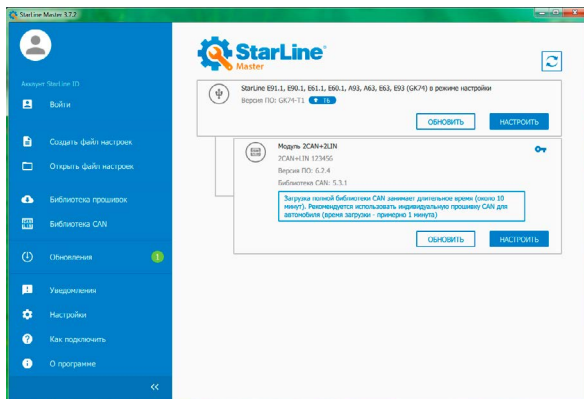 StarLine Master 3.7.2
StarLine
Master
Аккаунт StarLine ID
Войти
Создать файл настроек
Открыть файл настроек
Библиотека прошивок
Библиотека CAN
Обновления 1
Уведомления
Настройки
Как подключить
О программе
<<
StarLine E91.1, E90.1, E61.1, E60.1, A93, A63, E63, E93 (GK74) в режиме настройки
Версия ПО: GK74-T1 T6
ОБНОВИТЬ НАСТРОИТЬ
Модуль 2CAN+2LIN
2CAN+LIN 123456
Версия ПО: 6.2.4
Библиотека CAN: 5.3.1
Загрузка полной библиотеки CAN занимает длительное время (около 10
минут). Рекомендуется использовать индивидуальную прошивку CAN для
автомобиля (время загрузки - примерно 1 минута)
ОБНОВИТЬ НАСТРОИТЬ